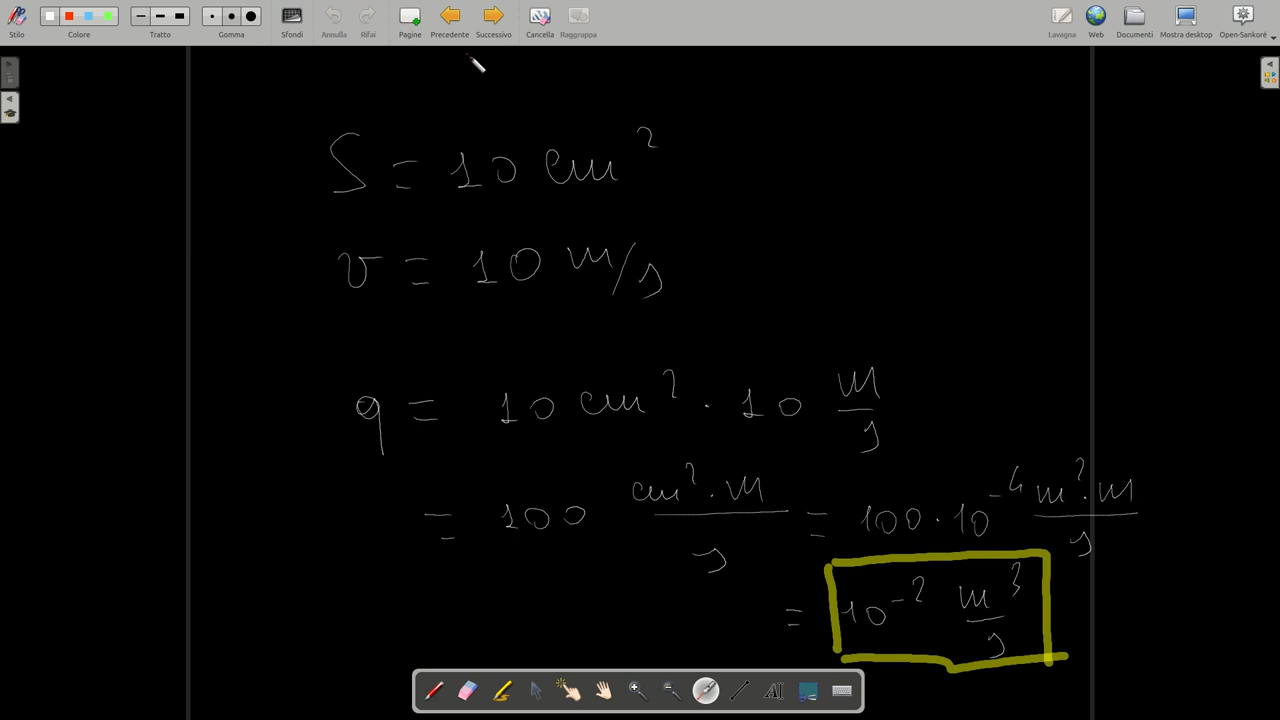 Stilo Colore Tratto Gomma Sfondi Annulla Rifai Pagine Precedente Successivo Cancella Raggruppa Lavagna Web Documenti Mostra desktop Open-Sankoré
S = 10 cm²
v = 10 m/s
q = 10 cm² · 10 m/s
= 100 cm² · m/s = 100 · 10⁻⁴ m² · m/s
= 10⁻² m³/s
AI